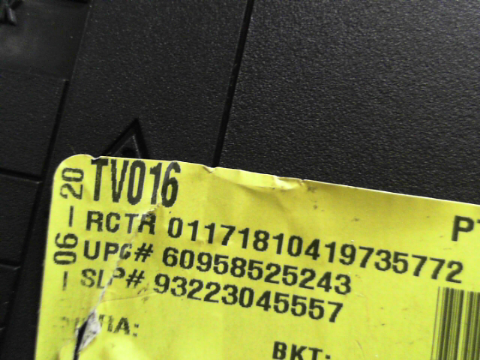 TV016
RCTR 01171810419735772
UPC# 60958525243
SLP# 93223045557
BKT:
06-20